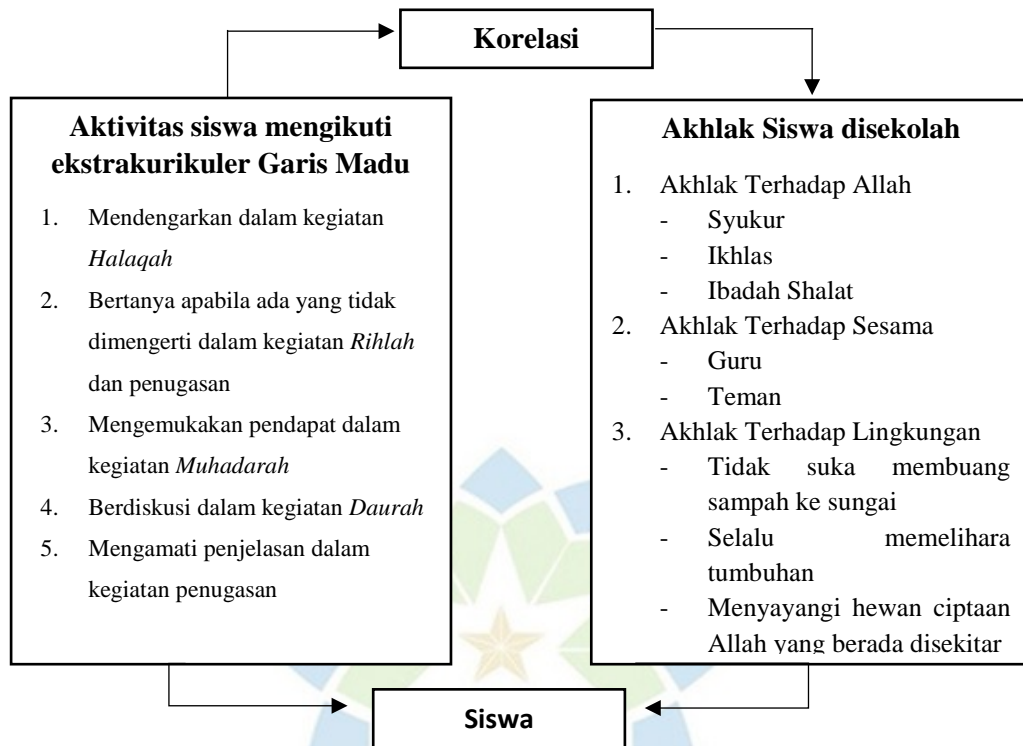 Korelasi
Aktivitas siswa mengikuti
ekstrakurikuler Garis Madu
1. Mendengarkan dalam kegiatan
Halaqah
2. Bertanya apabila ada yang tidak
dimengerti dalam kegiatan Rihlah
dan penugasan
3. Mengemukakan pendapat dalam
kegiatan Muhadarah
4. Berdiskusi dalam kegiatan Daurah
5. Mengamati penjelasan dalam
kegiatan penugasan
Akhlak Siswa disekolah
1. Akhlak Terhadap Allah
- Syukur
- Ikhlas
- Ibadah Shalat
2. Akhlak Terhadap Sesama
- Guru
- Teman
3. Akhlak Terhadap Lingkungan
- Tidak suka membuang
sampah ke sungai
- Selalu memelihara
tumbuhan
- Menyayangi hewan ciptaan
Allah yang berada disekitar
Siswa